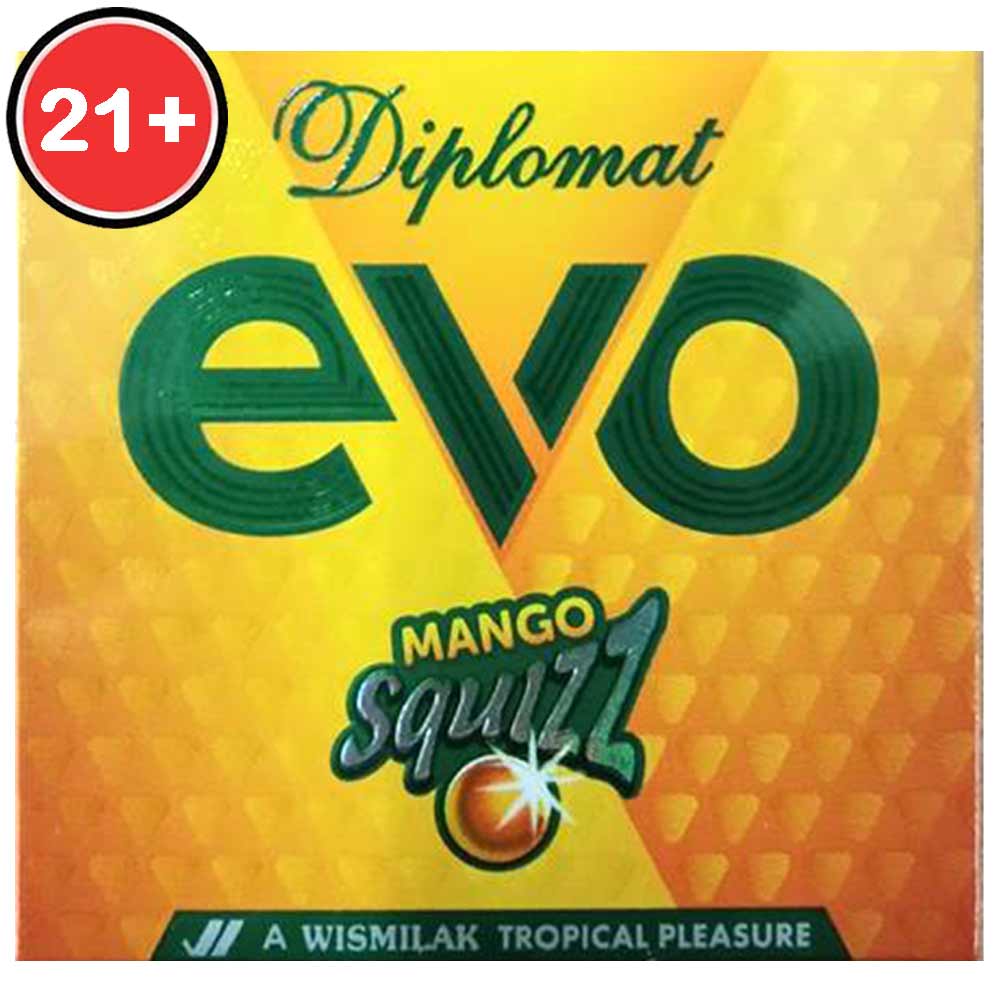 21+
Diplomat
evo
MANGO
squizz
A WISMILAK TROPICAL PLEASURE